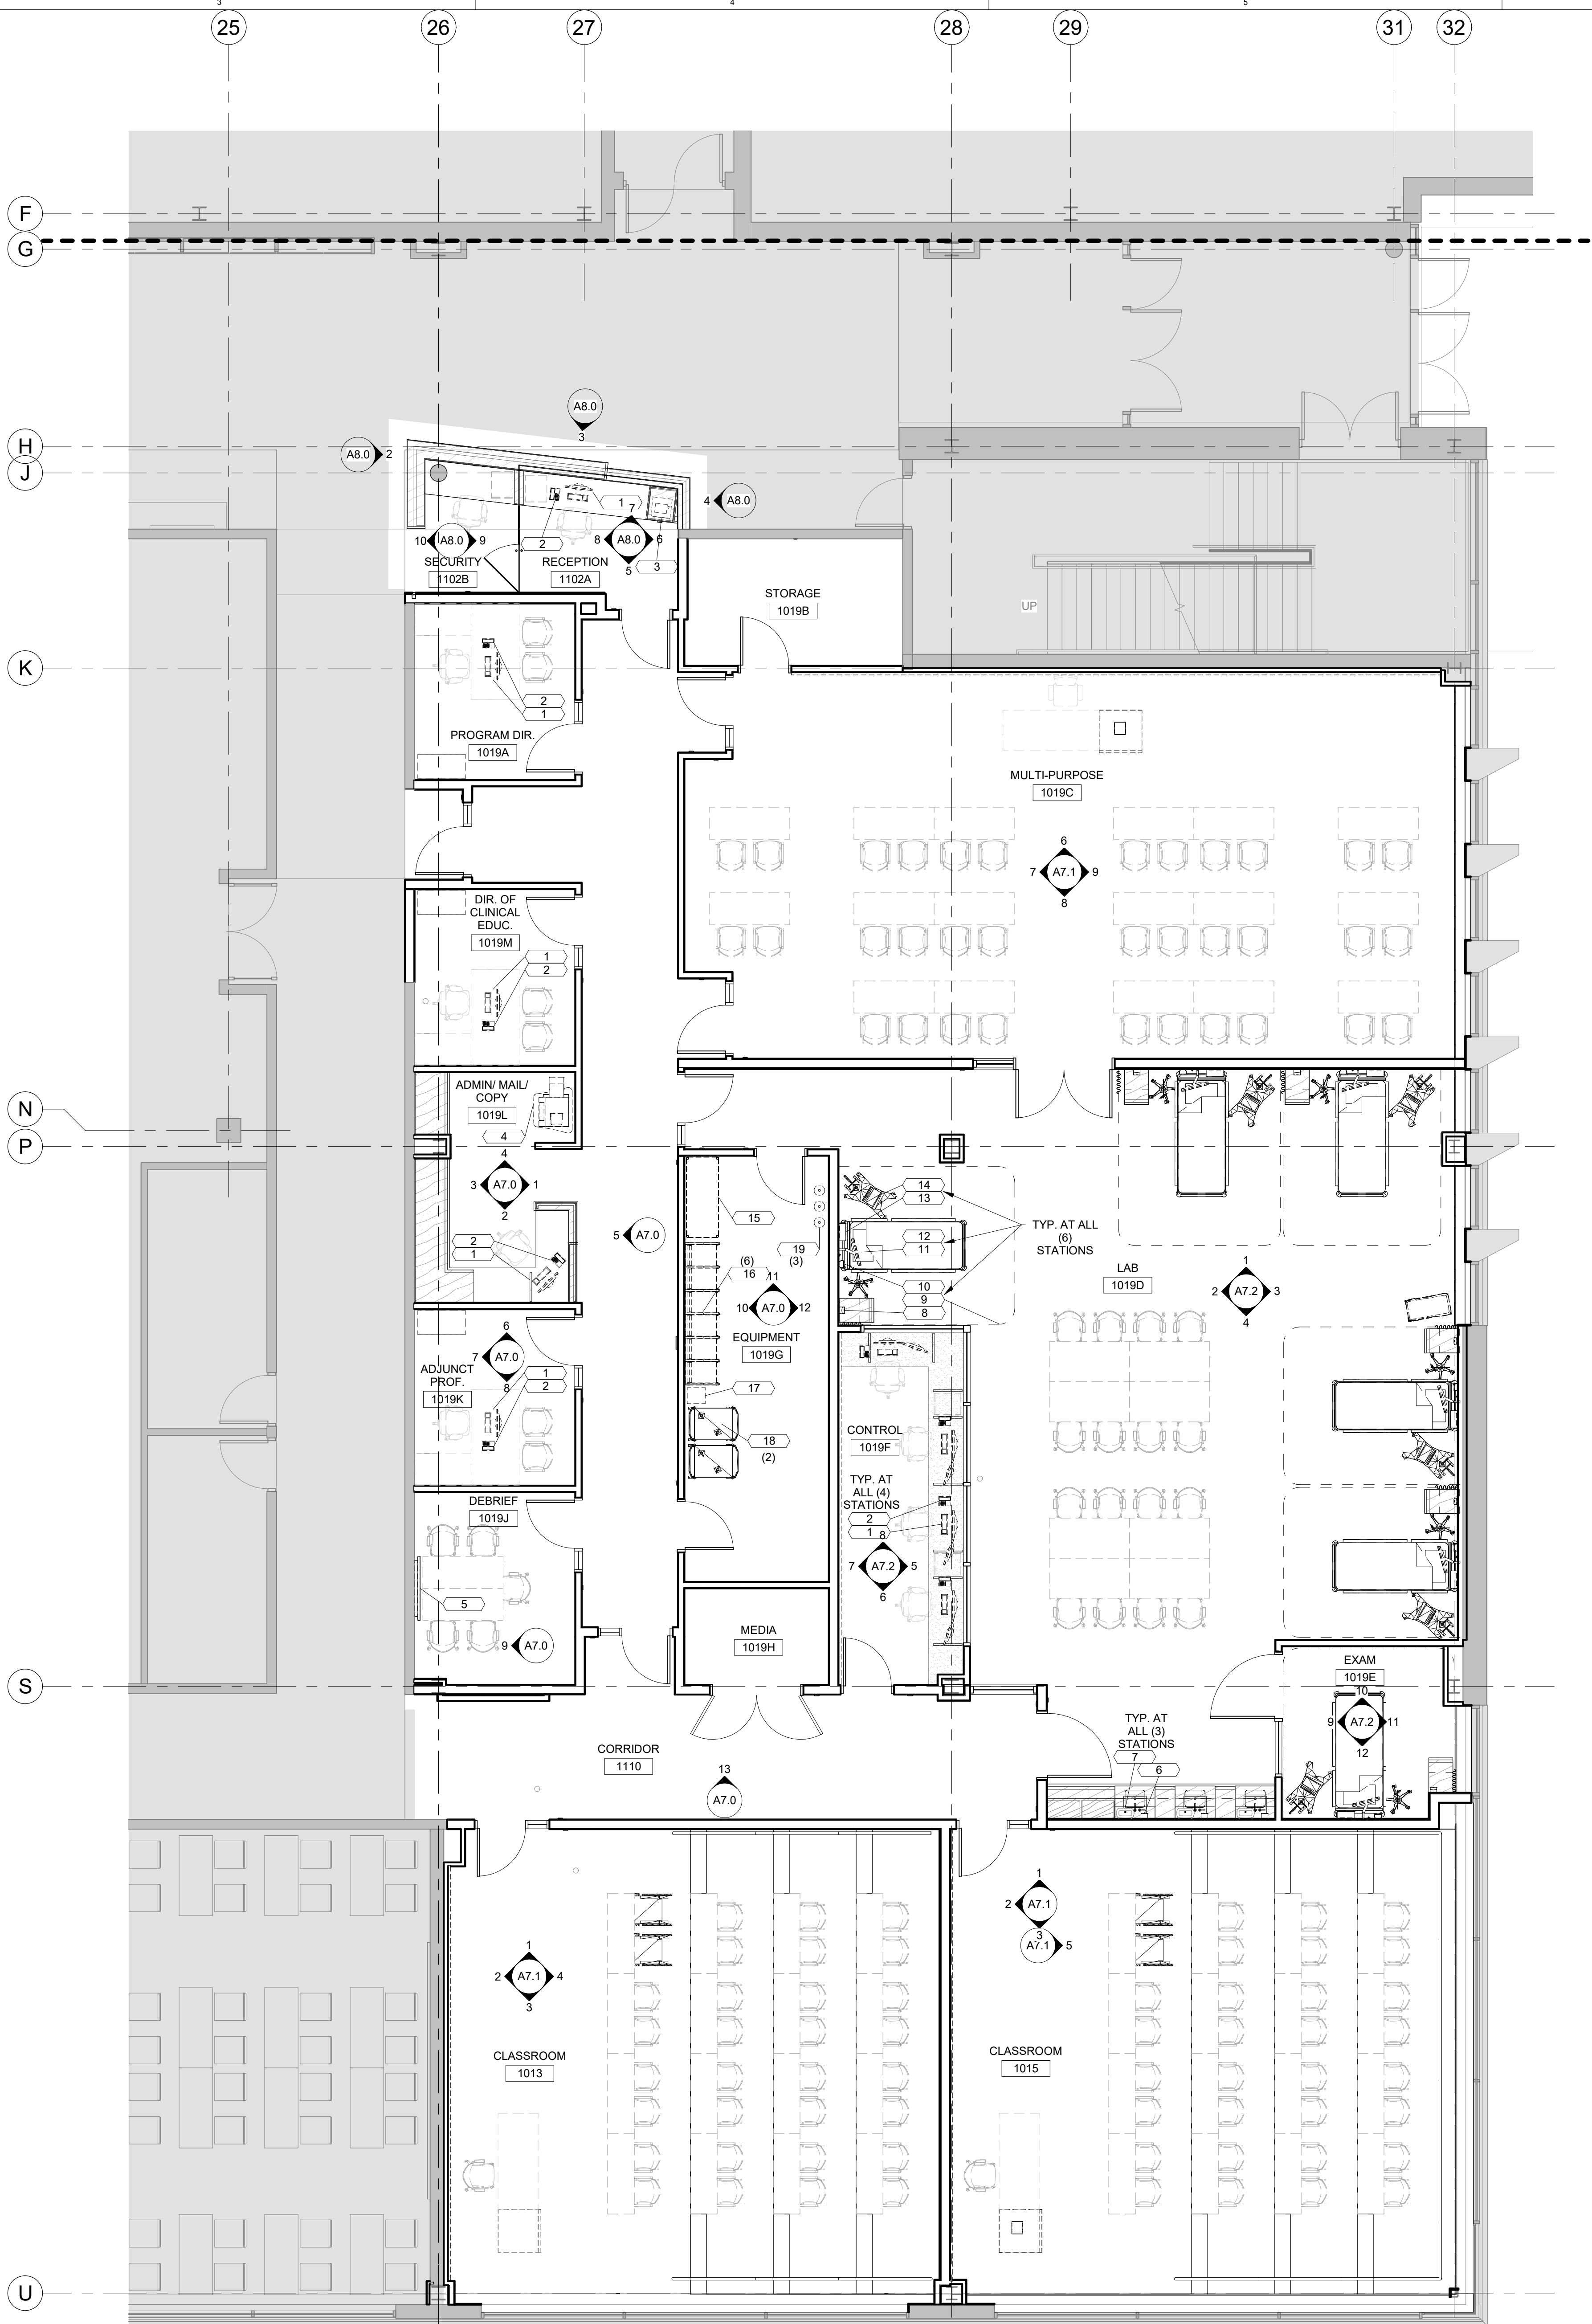 3
4
5
25
26
27
28
29
31
32
F
G
H
J
K
N
P
S
U
A8.0
3
A8.0
2
4
A8.0
1
7
2
8
A8.0
6
5
3
10
A8.0
9
SECURITY
1102B
RECEPTION
1102A
STORAGE
1019B
UP
2
1
PROGRAM DIR.
1019A
MULTI-PURPOSE
1019C
6
7
A7.1
9
8
DIR. OF
CLINICAL
EDUC.
1019M
1
2
ADMIN/ MAIL/
COPY
1019L
4
4
3
A7.0
1
2
2
1
5
A7.0
15
19
(3)
(6)
16
11
10
A7.0
12
EQUIPMENT
1019G
17
18
(2)
14
13
12
11
10
9
8
TYP. AT ALL
(6)
STATIONS
LAB
1019D
1
2
A7.2
3
4
6
7
A7.0
8
ADJUNCT
PROF.
1019K
1
2
CONTROL
1019F
TYP. AT
ALL (4)
STATIONS
2
1
8
7
A7.2
5
6
DEBRIEF
1019J
5
9
A7.0
MEDIA
1019H
EXAM
1019E
10
9
A7.2
11
12
TYP. AT
ALL (3)
STATIONS
7
6
CORRIDOR
1110
13
A7.0
1
2
A7.1
4
3
CLASSROOM
1013
1
2
A7.1
3
A7.1
5
CLASSROOM
1015